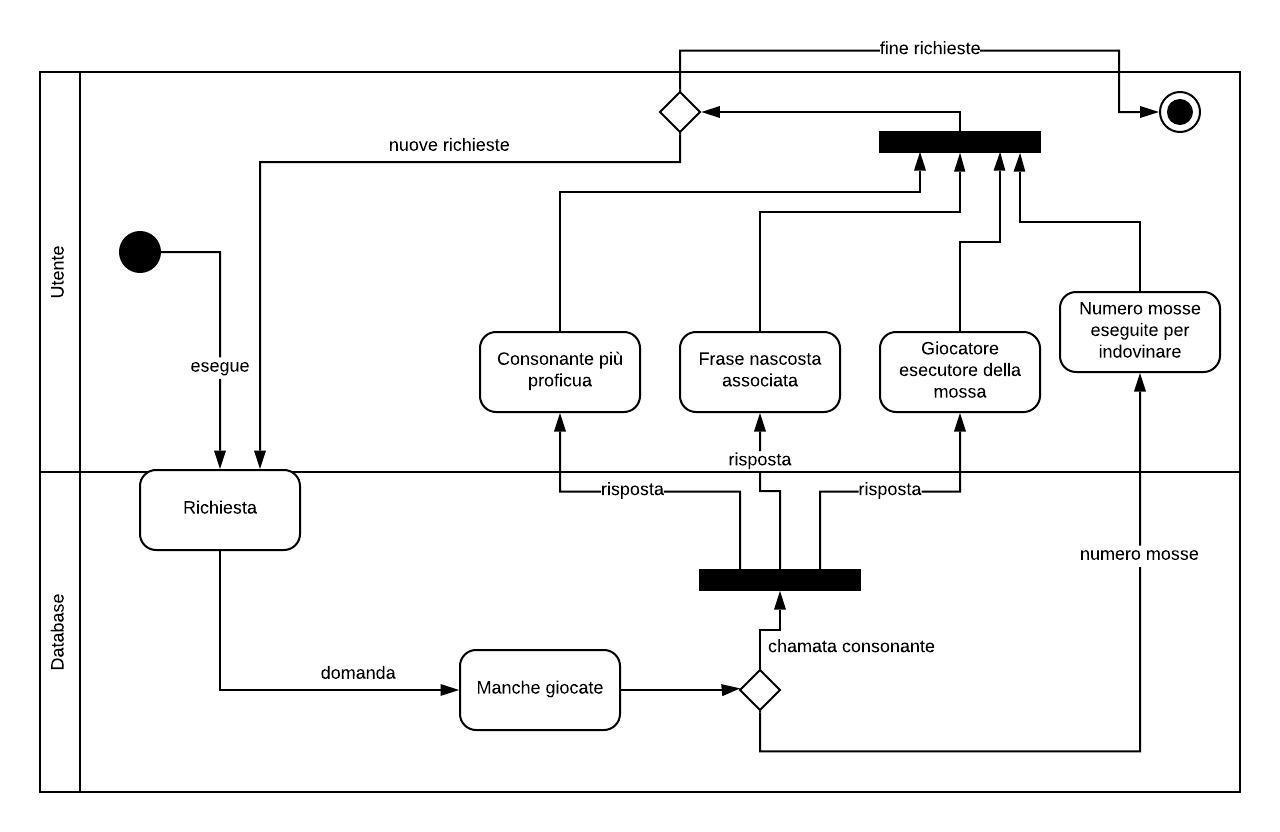 fine richieste
nuove richieste
Utente
esegue
Consonante più
proficua
Frase nascosta
associata
Giocatore
esecutore della
mossa
Numero mosse
eseguite per
indovinare
risposta
risposta
risposta
Richiesta
numero mosse
Database
chamata consonante
domanda
Manche giocate